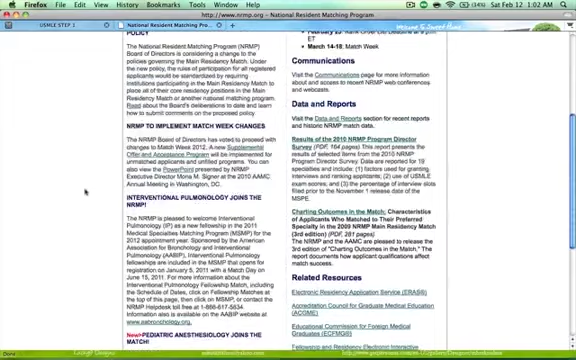 Firefox File Edit View History Bookmarks Tools Window Help
Sat Feb 12 1:02 AM
http://www.nrmp.org – National Resident Matching Program
USMLE STEP 1
National Resident Matching Prog...
POLICY
The National Resident Matching Program (NRMP)
Board of Directors is considering a change to the
policies governing the Main Residency Match. Under
the new policy, the rules of participation for all registered
applicants would be standardized by requiring
institutions participating in the Main Residency Match to
place all of their core residency positions in the Main
Residency Match or another national matching program.
Read about the Board's deliberations to date and learn
how to submit comments on the proposed policy.
NRMP TO IMPLEMENT MATCH WEEK CHANGES
The NRMP Board of Directors has voted to proceed with
changes to Match Week 2012. A new Supplemental
Offer and Acceptance Program will be implemented for
unmatched applicants and unfilled programs. You can
also view the PowerPoint presented by NRMP
Executive Director Mona M. Signer at the 2010 AAMC
Annual Meeting in Washington, DC.
INTERVENTIONAL PULMONOLOGY JOINS THE
NRMP!
The NRMP is pleased to welcome Interventional
Pulmonology (IP) as a new fellowship in the 2011
Medical Specialties Matching Program (MSMP) for the
2012 appointment year. Sponsored by the American
Association for Bronchology and Interventional
Pulmonology (AABIP), Interventional Pulmonology
fellowships are included in the MSMP that opens for
registration on January 5, 2011 with a Match Day on
June 15, 2011. For more information about the
Interventional Pulmonology Fellowship Match, including
the Schedule of Dates, click on Fellowship Matches at
the top of this page, then click on MSMP, or contact the
NRMP Helpdesk toll free at 1-866-617-5834.
Information also is available on the AABIP website at
www.aabronchology.org.
New! PEDIATRIC ANESTHESIOLOGY JOINS THE
MATCH!
ET
March 14-18: Match Week
Communications
Visit the Communications page for more information
about and access to recent NRMP web conferences
and webcasts.
Data and Reports
Visit the Data and Reports section for recent reports
and historic NRMP match data.
Results of the 2010 NRMP Program Director
Survey (PDF, 164 pages) This report presents the
results of selected items from the 2010 NRMP
Program Director Survey. Data are reported for 19
specialties and include: (1) factors used for granting
interviews and ranking applicants; (2) use of USMLE
exam scores; and (3) the percentage of interview slots
filled prior to the November 1 release date of the
MSPE.
Charting Outcomes in the Match: Characteristics
of Applicants Who Matched to Their Preferred
Specialty in the 2009 NRMP Main Residency Match
(3rd edition) (PDF, 281 pages)
The NRMP and the AAMC are pleased to release the
3rd edition of "Charting Outcomes in the Match." The
report documents how applicant qualifications affect
match success.
Related Resources
Electronic Residency Application Service (ERAS®)
Accreditation Council for Graduate Medical Education
(ACGME)
Educational Commission for Foreign Medical
Graduates (ECFMG®)
Fellowship and Residency Electronic Interactive
Done